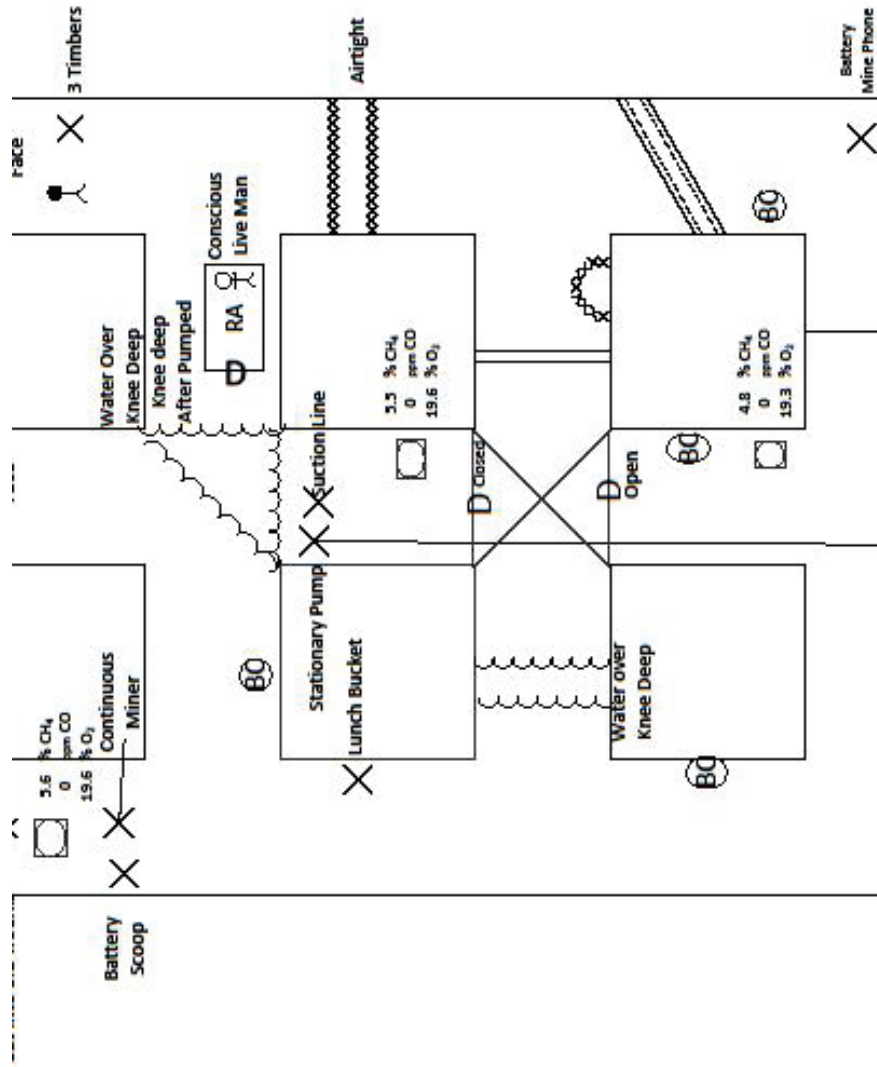 Face
3 Timbers
Water Over
Knee Deep
Knee deep
After Pumped
Conscious
Live Man
RA
D
Airtight
5.6 % CH₄
0 ppm CO
19.6 % O₂
Continuous
Miner
Battery
Scoop
BO
Stationary Pump
Suction Line
Lunch Bucket
5.5 % CH₄
0 ppm CO
19.6 % O₂
D Closed
D
Open
Water over
Knee Deep
BO
BO
4.8 % CH₄
0 ppm CO
19.3 % O₂
BO
Battery
Mine Phone